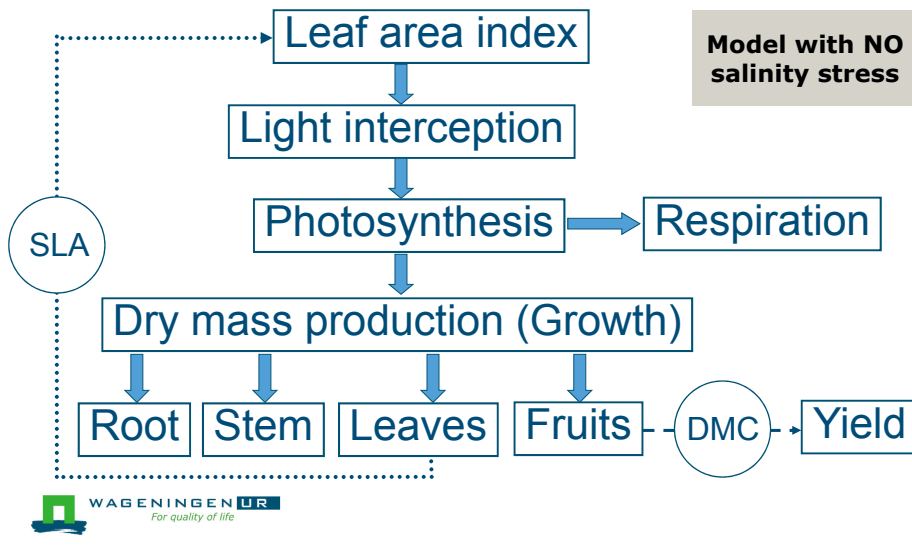 Leaf area index
Model with NO
salinity stress
Light interception
Photosynthesis
Respiration
SLA
Dry mass production (Growth)
Root
Stem
Leaves
Fruits
DMC
Yield
WAGENINGEN UR
For quality of life